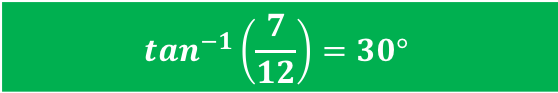 tan⁻¹(7/12) = 30°